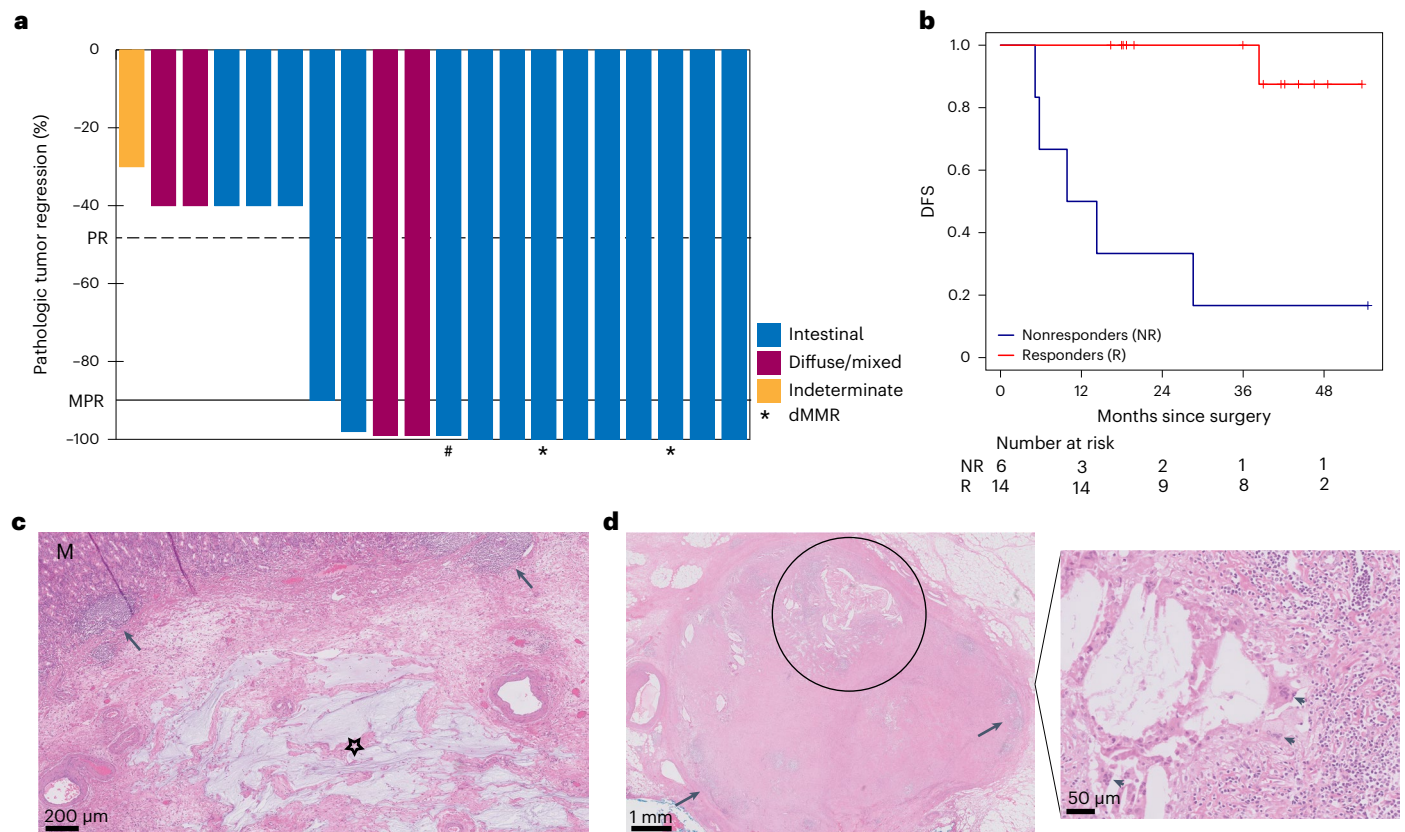 a
Pathologic tumor regression (%)
0
–20
–40
PR
–60
–80
MPR
–100
#
*
*
Intestinal
Diffuse/mixed
Indeterminate
* dMMR
b
DFS
1.0
0.8
0.6
0.4
0.2
0
Nonresponders (NR)
Responders (R)
0 12 24 36 48
Months since surgery
Number at risk
NR 6 3 2 1 1
R 14 14 9 8 2
c
M
200 µm
d
1 mm
50 µm